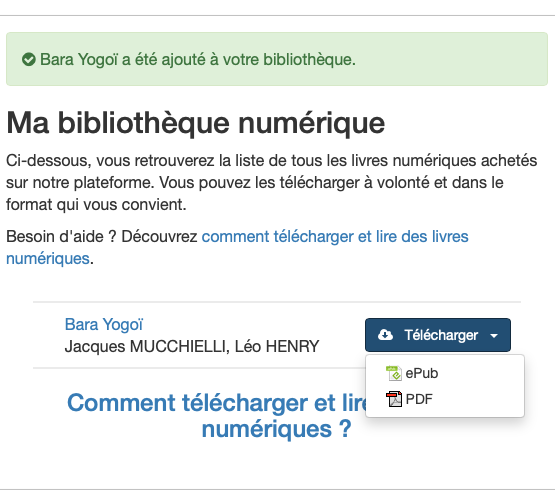 Bara Yogoï a été ajouté à votre bibliothèque.
Ma bibliothèque numérique
Ci-dessous, vous retrouverez la liste de tous les livres numériques achetés
sur notre plateforme. Vous pouvez les télécharger à volonté et dans le
format qui vous convient.
Besoin d'aide ? Découvrez comment télécharger et lire des livres
numériques.
Bara Yogoï
Jacques MUCCHIELLI, Léo HENRY
Télécharger
ePub
PDF
Comment télécharger et lire
numériques ?